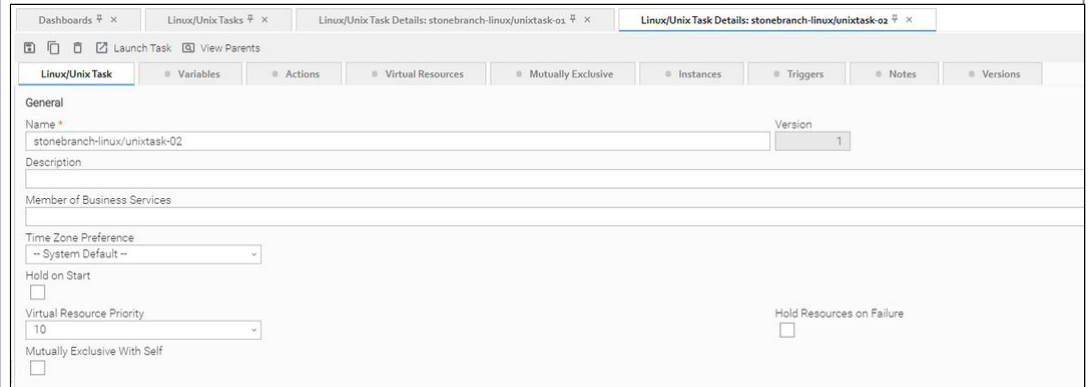 Dashboards ×
Linux/Unix Tasks ×
Linux/Unix Task Details: stonebranch-linux/unixtask-01 ×
Linux/Unix Task Details: stonebranch-linux/unixtask-02 ×
Launch Task View Parents
Linux/Unix Task Variables Actions Virtual Resources Mutually Exclusive Instances Triggers Notes Versions
General
Name * Version
stonebranch-linux/unixtask-02 1
Description
Member of Business Services
Time Zone Preference
-- System Default --
Hold on Start
Virtual Resource Priority Hold Resources on Failure
10
Mutually Exclusive With Self